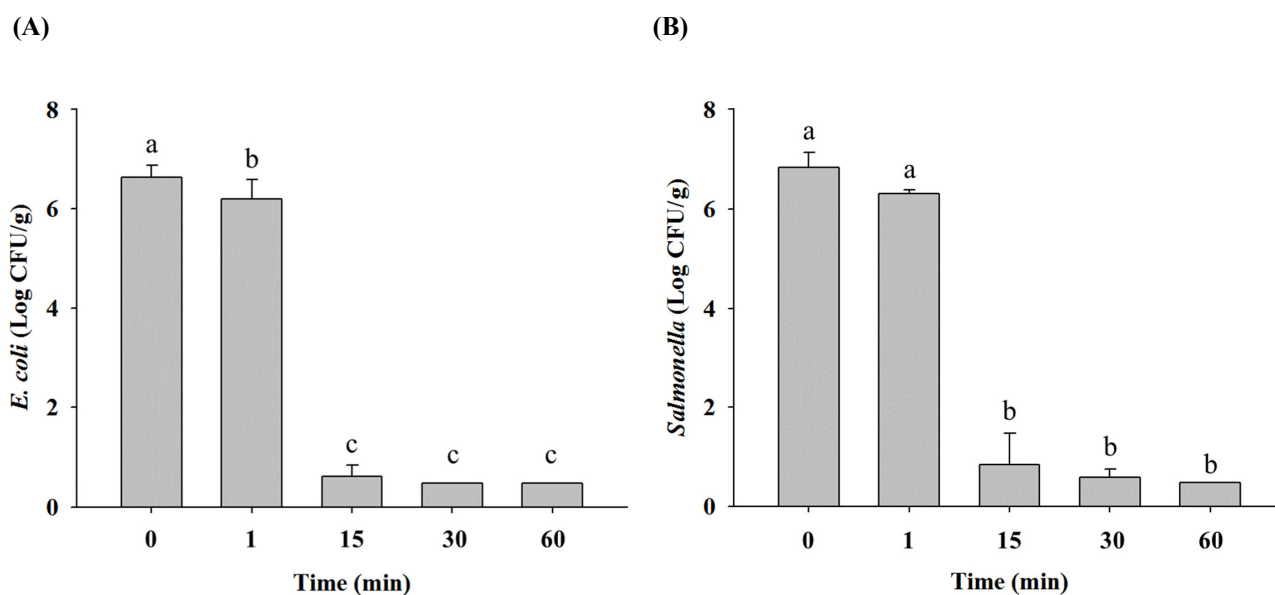 (A)
8
6
4
2
0
E. coli (Log CFU/g)
a
b
c
c
c
0 1 15 30 60
Time (min)
(B)
8
6
4
2
0
Salmonella (Log CFU/g)
a
a
b
b
b
0 1 15 30 60
Time (min)